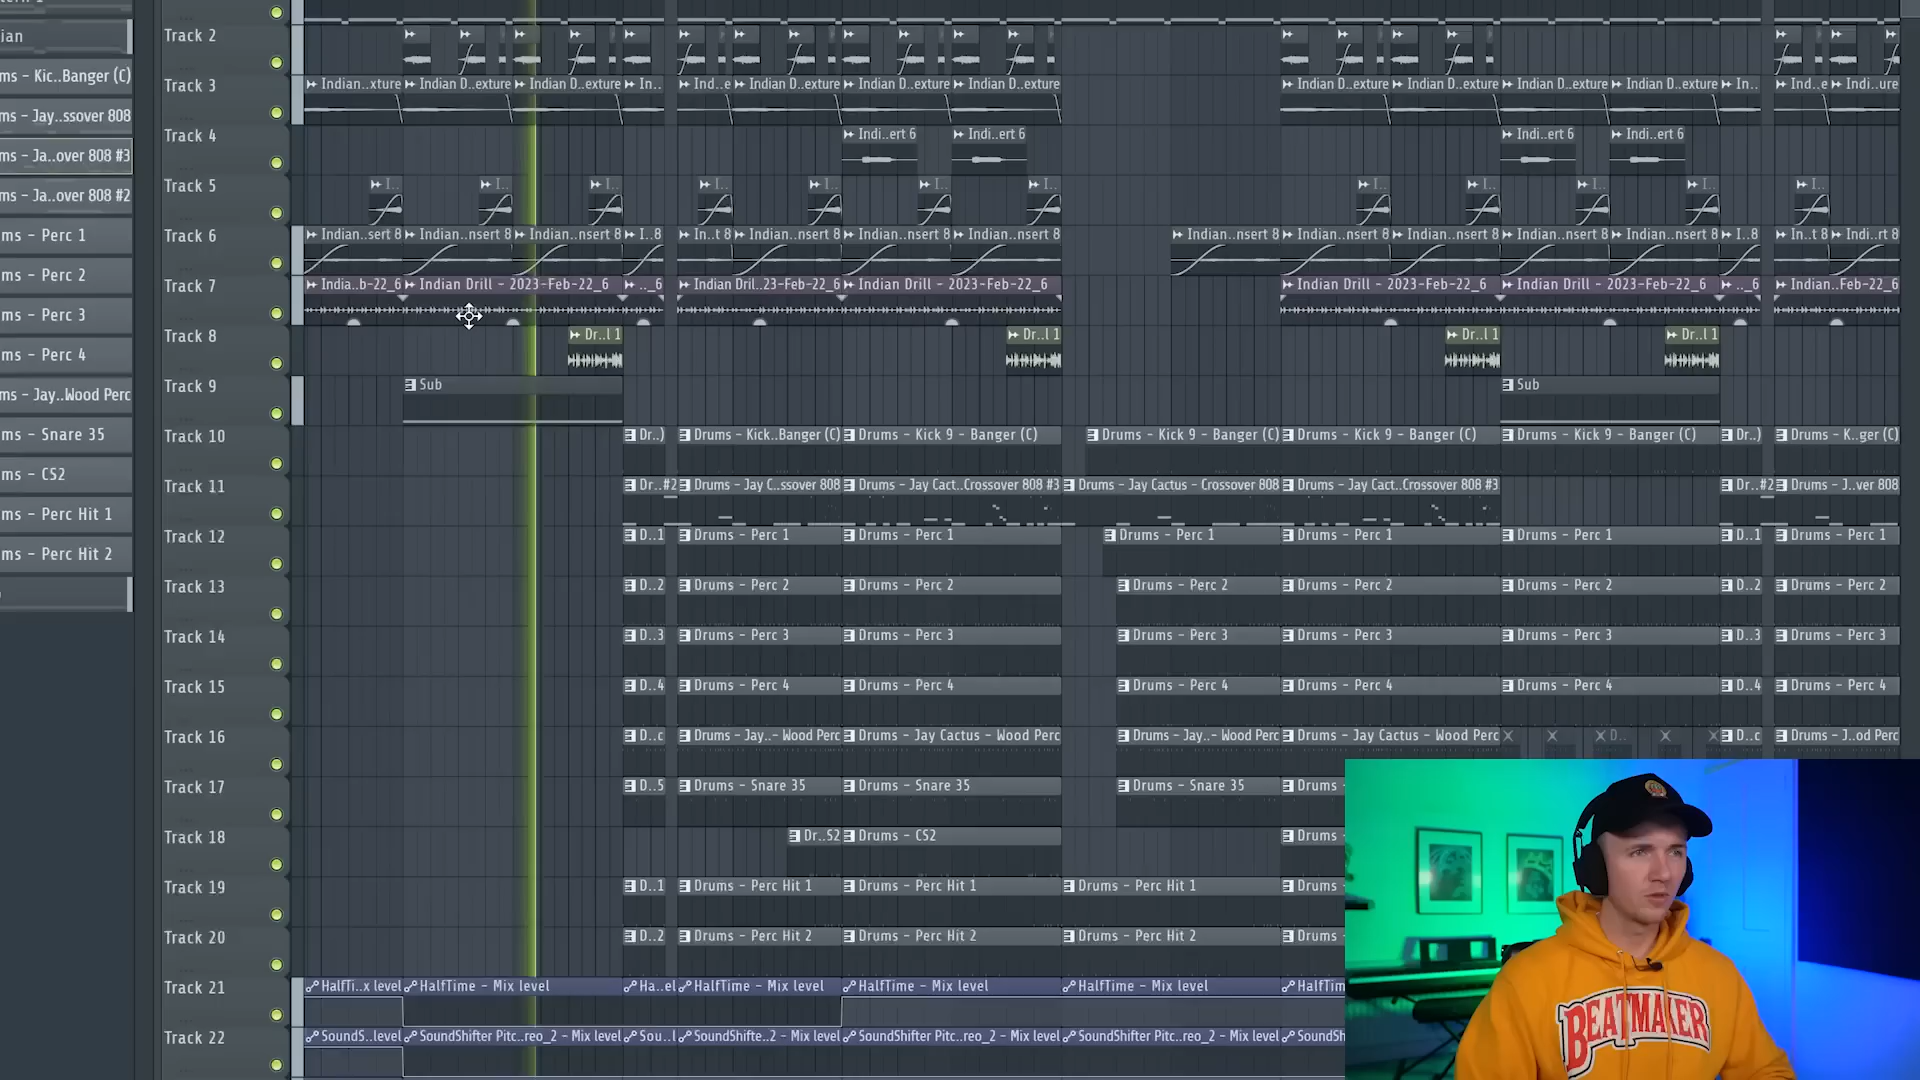 ian
ms - Kic..Banger (C)
ms - Jay..ssover 808
ms - Ja..over 808 #3
ms - Ja..over 808 #2
ms - Perc 1
ms - Perc 2
ms - Perc 3
ms - Perc 4
ms - Jay..Wood Perc
ms - Snare 35
ms - CS2
ms - Perc Hit 1
ms - Perc Hit 2
Track 2
Track 3
Indian..xture Indian D..exture Indian D..exture In.. Ind..e Indian D..exture Indian D..exture Indian D..exture Indian D..exture Indian D..exture Indian D..exture Indian D..exture In.. Ind..e Indi..ure
Track 4
Indi..ert 6 Indi..ert 6 Indi..ert 6 Indi..ert 6
Track 5
I.. I.. I.. I.. I.. I.. I.. I.. I.. I.. I.. I..
Track 6
Indian..sert 8 Indian..nsert 8 Indian..nsert 8 I..8 In..t 8 Indian..nsert 8 Indian..nsert 8 Indian..nsert 8 Indian..nsert 8 Indian..nsert 8 Indian..nsert 8 Indian..nsert 8 Indian..nsert 8 I..8 In..t 8 Indi..rt 8
Track 7
India..b-22_6 Indian Drill - 2023-Feb-22_6 .._6 Indian Dril..23-Feb-22_6 Indian Drill - 2023-Feb-22_6 Indian Drill - 2023-Feb-22_6 Indian Drill - 2023-Feb-22_6 .._6 Indian..Feb-22_6
Track 8
Dr..l 1 Dr..l 1 Dr..l 1 Dr..l 1
Track 9
Sub Sub
Track 10
Dr..) Drums - Kick..Banger (C) Drums - Kick 9 - Banger (C) Drums - Kick 9 - Banger (C) Drums - Kick 9 - Banger (C) Drums - Kick 9 - Banger (C) Dr..) Drums - K..ger (C)
Track 11
Dr..#2 Drums - Jay C..ssover 808 Drums - Jay Cact..Crossover 808 #3 Drums - Jay Cactus - Crossover 808 Drums - Jay Cact..Crossover 808 #3 Dr..#2 Drums - J..ver 808
Track 12
D..1 Drums - Perc 1 Drums - Perc 1 Drums - Perc 1 Drums - Perc 1 Drums - Perc 1 D..1 Drums - Perc 1
Track 13
D..2 Drums - Perc 2 Drums - Perc 2 Drums - Perc 2 Drums - Perc 2 Drums - Perc 2 D..2 Drums - Perc 2
Track 14
D..3 Drums - Perc 3 Drums - Perc 3 Drums - Perc 3 Drums - Perc 3 Drums - Perc 3 D..3 Drums - Perc 3
Track 15
D..4 Drums - Perc 4 Drums - Perc 4 Drums - Perc 4 Drums - Perc 4 Drums - Perc 4 D..4 Drums - Perc 4
Track 16
D..c Drums - Jay..- Wood Perc Drums - Jay Cactus - Wood Perc Drums - Jay..- Wood Perc Drums - Jay Cactus - Wood Perc D.. D..c Drums - J..od Perc
Track 17
D..5 Drums - Snare 35 Drums - Snare 35 Drums - Snare 35 Drums -
Track 18
Dr..S2 Drums - CS2 Drums -
Track 19
D..1 Drums - Perc Hit 1 Drums - Perc Hit 1 Drums - Perc Hit 1 Drums -
Track 20
D..2 Drums - Perc Hit 2 Drums - Perc Hit 2 Drums - Perc Hit 2 Drums -
Track 21
HalfTi..x level HalfTime - Mix level Ha..el HalfTime - Mix level HalfTime - Mix level HalfTime - Mix level HalfTim
Track 22
SoundS..level SoundShifter Pitc..reo_2 - Mix level Sou..l SoundShifte..2 - Mix level SoundShifter Pitc..reo_2 - Mix level SoundShifter Pitc..reo_2 - Mix level SoundSh
BEATMAKER